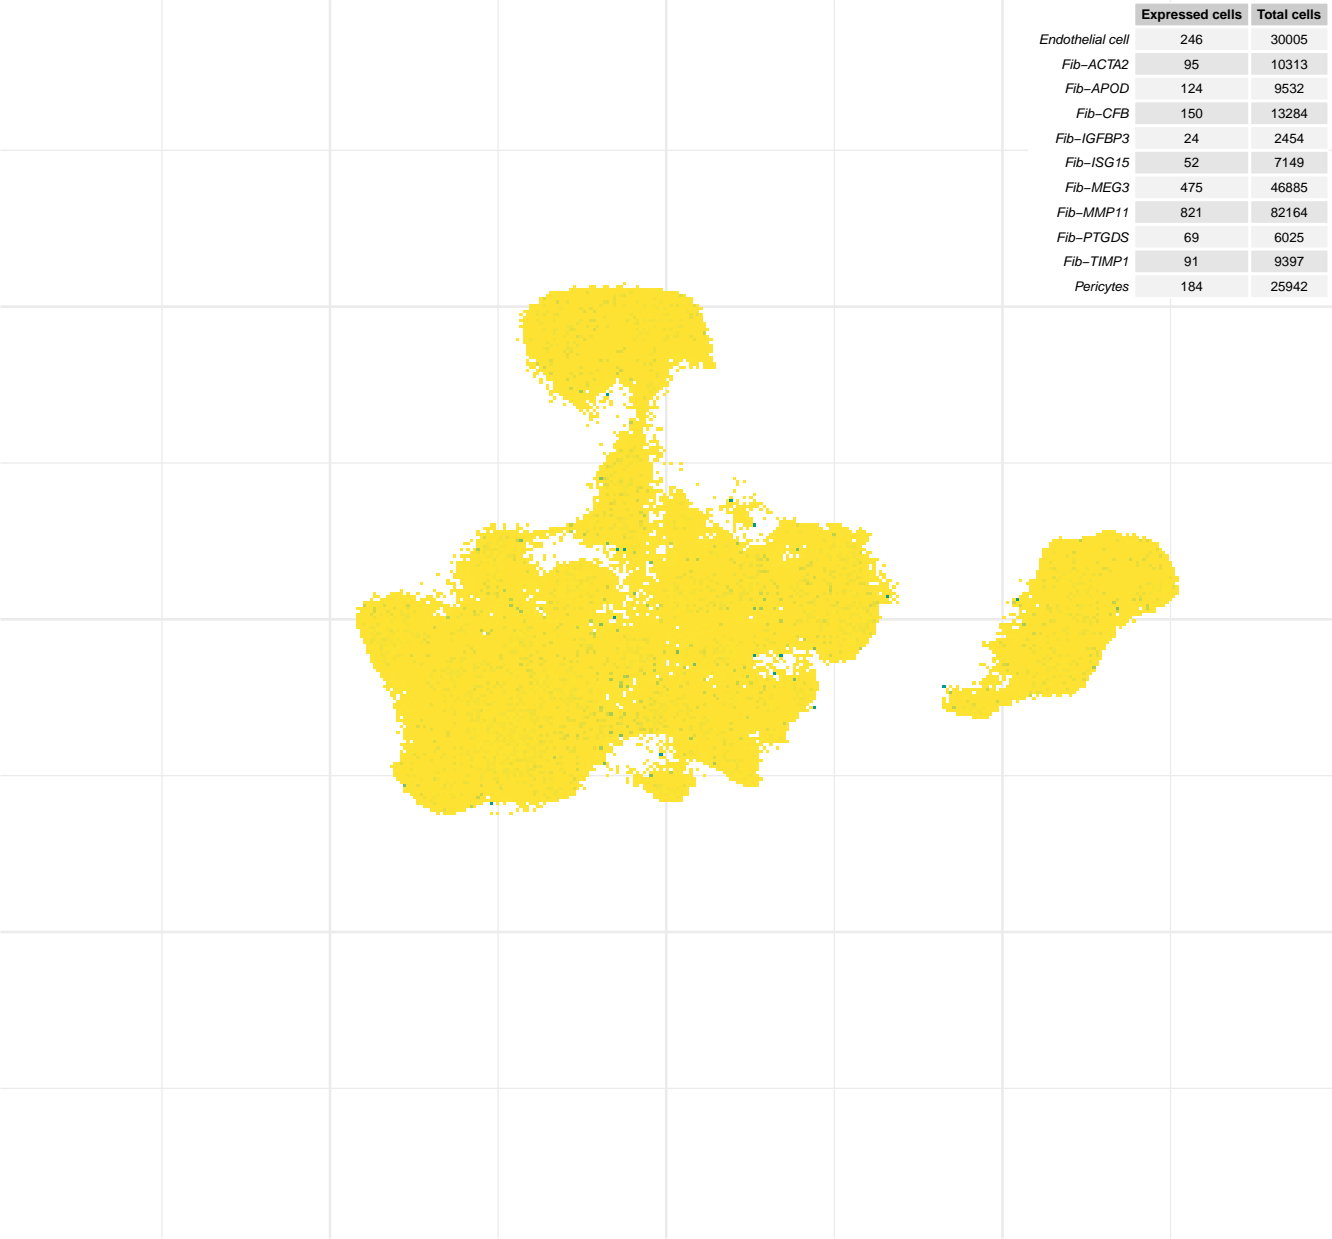 Expressed cells Total cells
Endothelial cell 246 30005
Fib−ACTA2 95 10313
Fib−APOD 124 9532
Fib−CFB 150 13284
Fib−IGFBP3 24 2454
Fib−ISG15 52 7149
Fib−MEG3 475 46885
Fib−MMP11 821 82164
Fib−PTGDS 69 6025
Fib−TIMP1 91 9397
Pericytes 184 25942